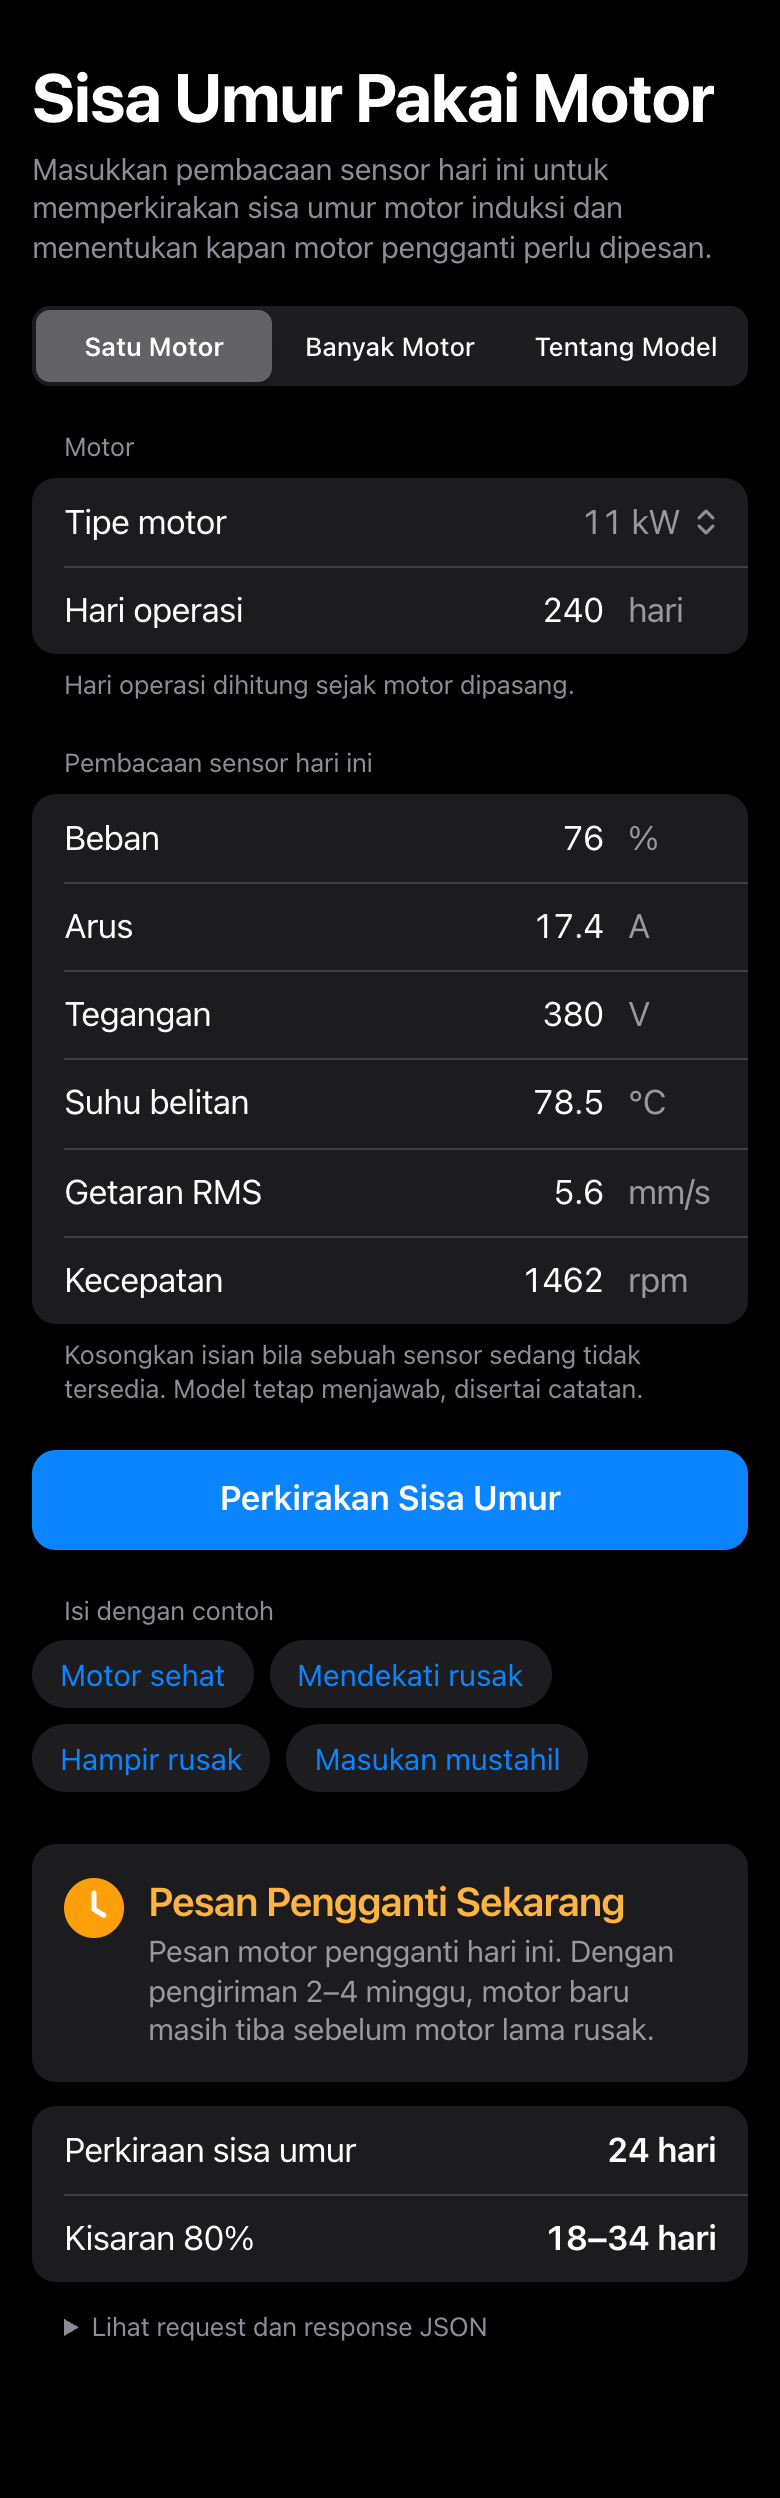 Sisa Umur Pakai Motor
Masukkan pembacaan sensor hari ini untuk
memperkirakan sisa umur motor induksi dan
menentukan kapan motor pengganti perlu dipesan.
Satu Motor Banyak Motor Tentang Model
Motor
Tipe motor 11 kW
Hari operasi 240 hari
Hari operasi dihitung sejak motor dipasang.
Pembacaan sensor hari ini
Beban 76 %
Arus 17.4 A
Tegangan 380 V
Suhu belitan 78.5 °C
Getaran RMS 5.6 mm/s
Kecepatan 1462 rpm
Kosongkan isian bila sebuah sensor sedang tidak
tersedia. Model tetap menjawab, disertai catatan.
Perkirakan Sisa Umur
Isi dengan contoh
Motor sehat Mendekati rusak
Hampir rusak Masukan mustahil
Pesan Pengganti Sekarang
Pesan motor pengganti hari ini. Dengan
pengiriman 2–4 minggu, motor baru
masih tiba sebelum motor lama rusak.
Perkiraan sisa umur 24 hari
Kisaran 80% 18–34 hari
Lihat request dan response JSON